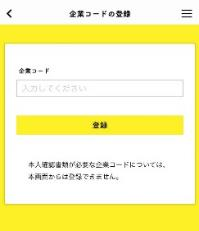 企業コードの登録
企業コード
入力してください
登録
本人確認書類が必要な企業コードについては、
本画面からは登録できません。